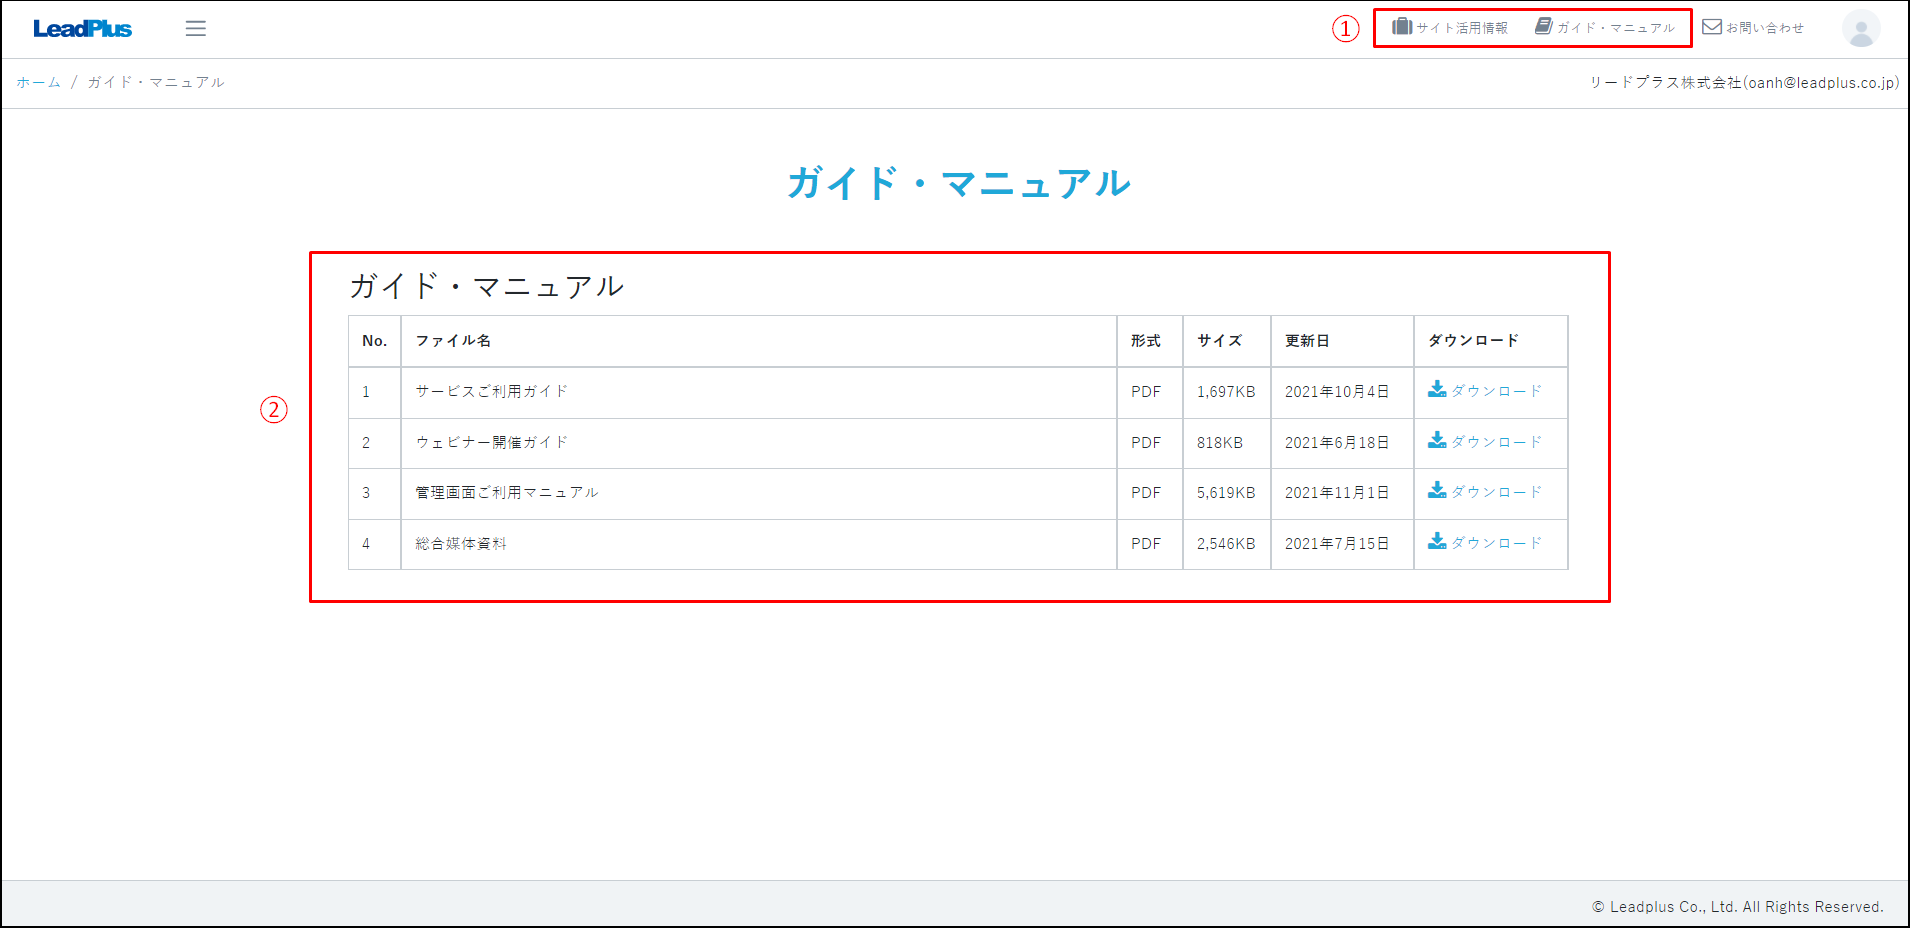 LeadPlus
① サイト活用情報 ガイド・マニュアル お問い合わせ
ホーム / ガイド・マニュアル
リードプラス株式会社(oanh@leadplus.co.jp)
ガイド・マニュアル
ガイド・マニュアル
No. ファイル名 形式 サイズ 更新日 ダウンロード
1 サービスご利用ガイド PDF 1,697KB 2021年10月4日 ダウンロード
②
2 ウェビナー開催ガイド PDF 818KB 2021年6月18日 ダウンロード
3 管理画面ご利用マニュアル PDF 5,619KB 2021年11月1日 ダウンロード
4 総合媒体資料 PDF 2,546KB 2021年7月15日 ダウンロード
© Leadplus Co., Ltd. All Rights Reserved.